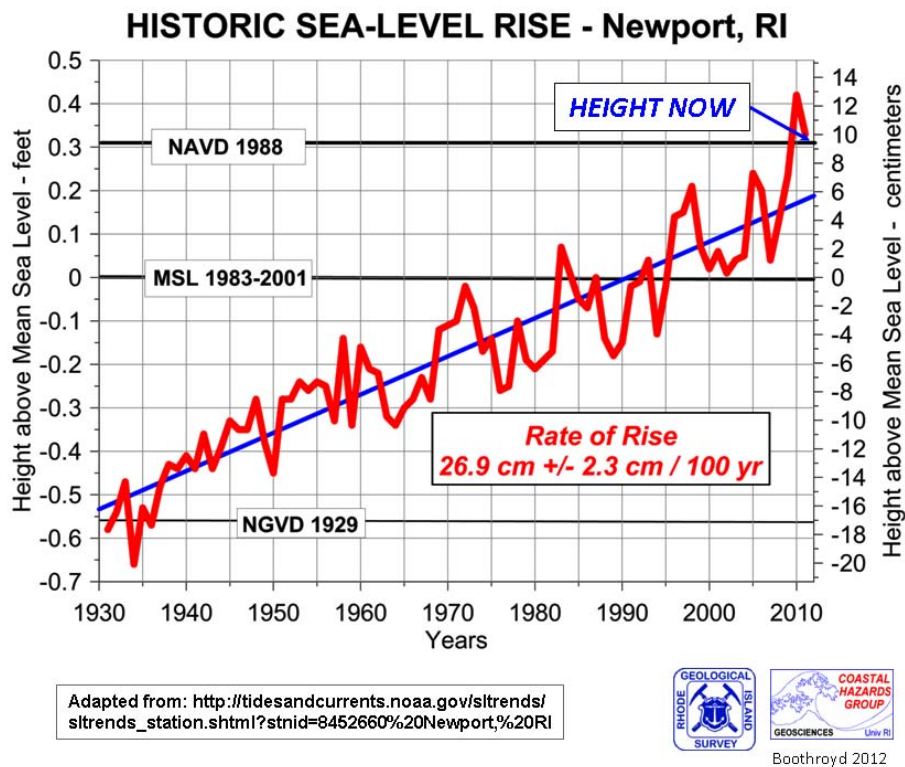 HISTORIC SEA-LEVEL RISE - Newport, RI
Height above Mean Sea Level - feet
0.5
0.4
0.3
0.2
0.1
0
-0.1
-0.2
-0.3
-0.4
-0.5
-0.6
-0.7
HEIGHT NOW
NAVD 1988
MSL 1983-2001
Rate of Rise
26.9 cm +/- 2.3 cm / 100 yr
NGVD 1929
14
12
10
8
6
4
2
0
-2
-4
-6
-8
-10
-12
-14
-16
-18
-20
Height above Mean Sea Level - centimeters
1930 1940 1950 1960 1970 1980 1990 2000 2010
Years
Adapted from: http://tidesandcurrents.noaa.gov/sltrends/
sltrends_station.shtml?stnid=8452660%20Newport,%20RI
RHODE
GEOLOGICAL
ISLAND
SURVEY
COASTAL
HAZARDS
GROUP
GEOSCIENCES Univ RI
Boothroyd 2012